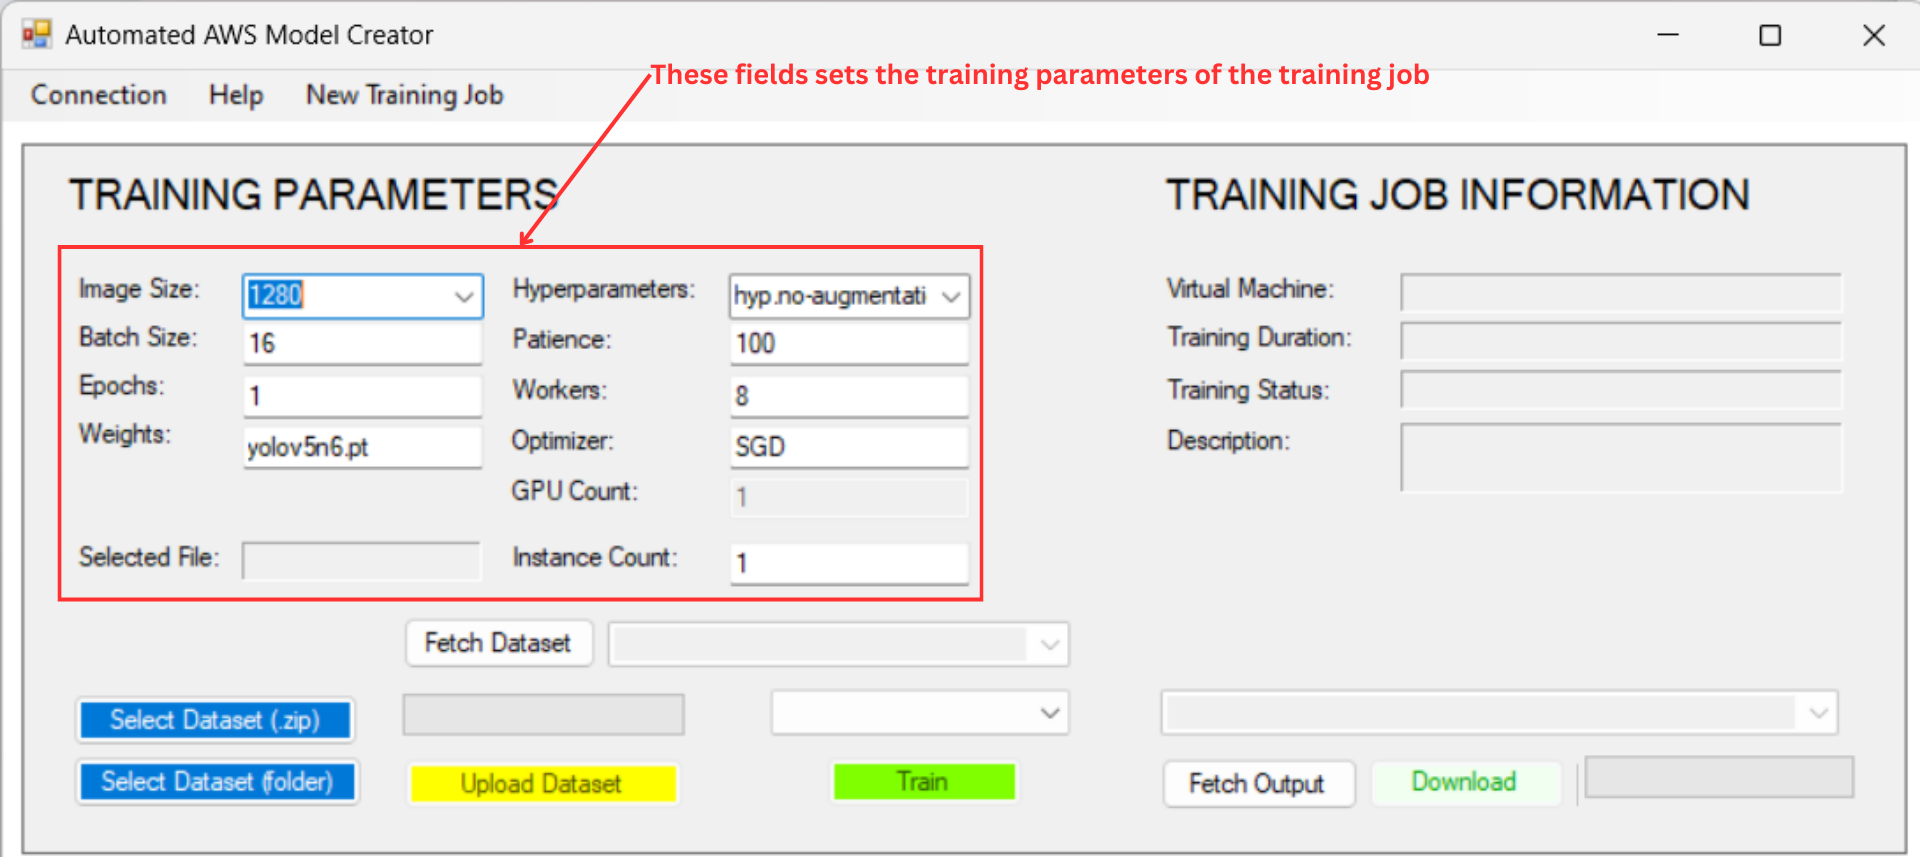 Automated AWS Model Creator
Connection Help New Training Job
These fields sets the training parameters of the training job
TRAINING PARAMETERS
Image Size: 1280
Batch Size: 16
Epochs: 1
Weights: yolov5n6.pt
Selected File:
Hyperparameters: hyp.no-augmentati
Patience: 100
Workers: 8
Optimizer: SGD
GPU Count: 1
Instance Count: 1
Fetch Dataset
Select Dataset (.zip)
Select Dataset (folder)
Upload Dataset
Train
TRAINING JOB INFORMATION
Virtual Machine:
Training Duration:
Training Status:
Description:
Fetch Output
Download